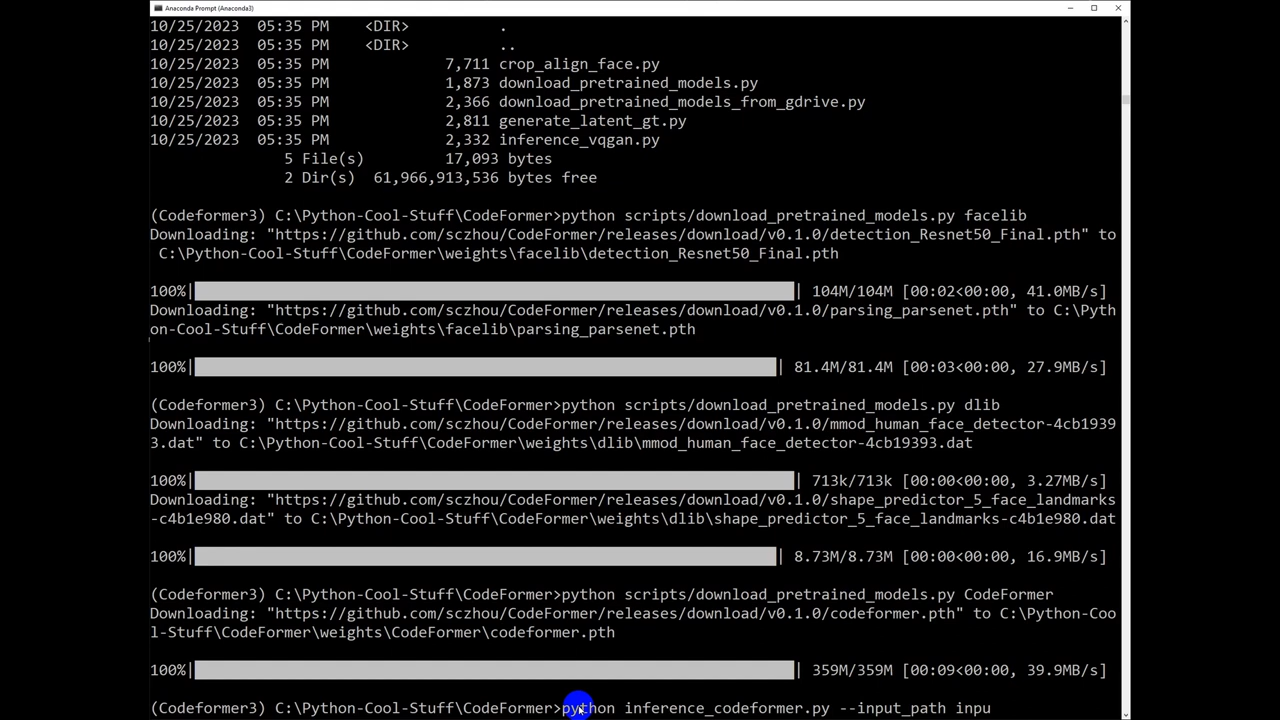 Anaconda Prompt (Anaconda3)
10/25/2023  05:35 PM    <DIR>          .
10/25/2023  05:35 PM    <DIR>          ..
10/25/2023  05:35 PM             7,711 crop_align_face.py
10/25/2023  05:35 PM             1,873 download_pretrained_models.py
10/25/2023  05:35 PM             2,366 download_pretrained_models_from_gdrive.py
10/25/2023  05:35 PM             2,811 generate_latent_gt.py
10/25/2023  05:35 PM             2,332 inference_vqgan.py
5 File(s)         17,093 bytes
2 Dir(s)  61,966,913,536 bytes free
(Codeformer3) C:\Python-Cool-Stuff\CodeFormer>python scripts/download_pretrained_models.py facelib
Downloading: "https://github.com/sczhou/CodeFormer/releases/download/v0.1.0/detection_Resnet50_Final.pth" to
C:\Python-Cool-Stuff\CodeFormer\weights\facelib\detection_Resnet50_Final.pth
100%| | 104M/104M [00:02<00:00, 41.0MB/s]
Downloading: "https://github.com/sczhou/CodeFormer/releases/download/v0.1.0/parsing_parsenet.pth" to C:\Pyth
on-Cool-Stuff\CodeFormer\weights\facelib\parsing_parsenet.pth
100%| | 81.4M/81.4M [00:03<00:00, 27.9MB/s]
(Codeformer3) C:\Python-Cool-Stuff\CodeFormer>python scripts/download_pretrained_models.py dlib
Downloading: "https://github.com/sczhou/CodeFormer/releases/download/v0.1.0/mmod_human_face_detector-4cb1939
3.dat" to C:\Python-Cool-Stuff\CodeFormer\weights\dlib\mmod_human_face_detector-4cb19393.dat
100%| | 713k/713k [00:00<00:00, 3.27MB/s]
Downloading: "https://github.com/sczhou/CodeFormer/releases/download/v0.1.0/shape_predictor_5_face_landmarks
-c4b1e980.dat" to C:\Python-Cool-Stuff\CodeFormer\weights\dlib\shape_predictor_5_face_landmarks-c4b1e980.dat
100%| | 8.73M/8.73M [00:00<00:00, 16.9MB/s]
(Codeformer3) C:\Python-Cool-Stuff\CodeFormer>python scripts/download_pretrained_models.py CodeFormer
Downloading: "https://github.com/sczhou/CodeFormer/releases/download/v0.1.0/codeformer.pth" to C:\Python-Coo
l-Stuff\CodeFormer\weights\CodeFormer\codeformer.pth
100%| | 359M/359M [00:09<00:00, 39.9MB/s]
(Codeformer3) C:\Python-Cool-Stuff\CodeFormer>python inference_codeformer.py --input_path inpu